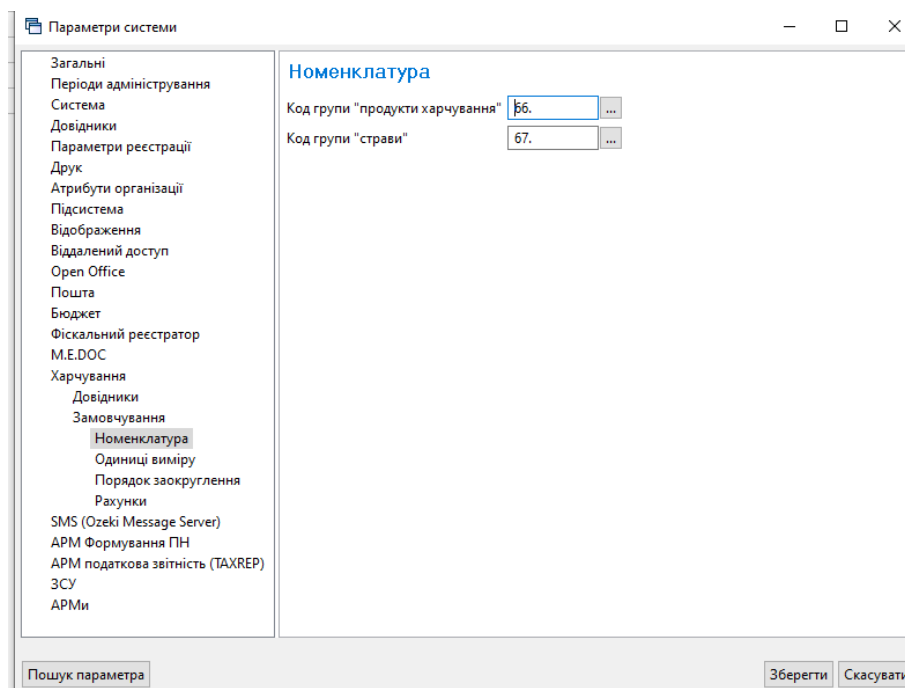 Параметри системи
Загальні
Періоди адміністрування
Система
Довідники
Параметри реєстрації
Друк
Атрибути організації
Підсистема
Відображення
Віддалений доступ
Open Office
Пошта
Бюджет
Фіскальний реєстратор
M.E.DOC
Харчування
Довідники
Замовчування
Номенклатура
Одиниці виміру
Порядок заокруглення
Рахунки
SMS (Ozeki Message Server)
АРМ Формування ПН
АРМ податкова звітність (TAXREP)
ЗСУ
АРМи
Номенклатура
Код групи "продукти харчування" 66. ...
Код групи "страви" 67. ...
Пошук параметра
Зберегти Скасувати